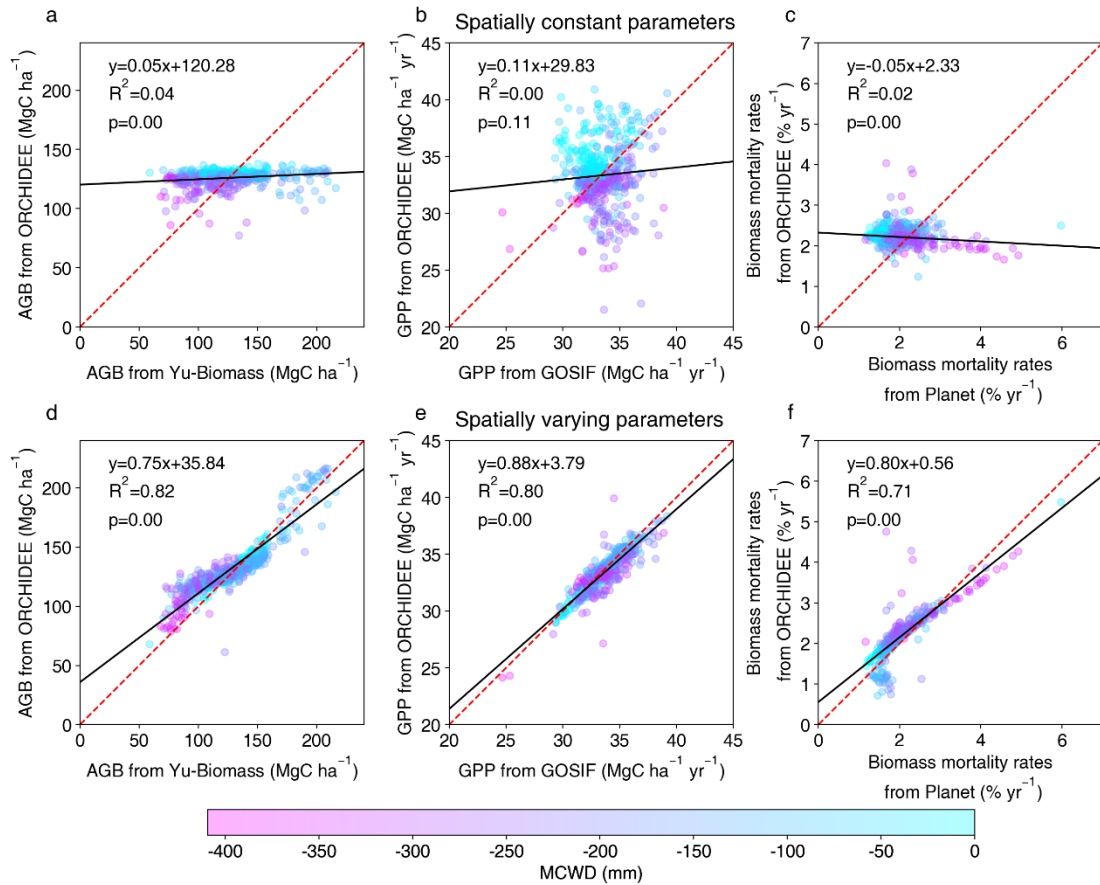 a
b
Spatially constant parameters
c
y=0.05x+120.28
R²=0.04
p=0.00
AGB from ORCHIDEE (MgC ha⁻¹)
200
150
100
50
0
0 50 100 150 200
AGB from Yu-Biomass (MgC ha⁻¹)
y=0.11x+29.83
R²=0.00
p=0.11
GPP from ORCHIDEE (MgC ha⁻¹ yr⁻¹)
45
40
35
30
25
20
20 25 30 35 40 45
GPP from GOSIF (MgC ha⁻¹ yr⁻¹)
y=-0.05x+2.33
R²=0.02
p=0.00
Biomass mortality rates
from ORCHIDEE (% yr⁻¹)
7
6
5
4
3
2
1
0
0 2 4 6
Biomass mortality rates
from Planet (% yr⁻¹)
d
e
Spatially varying parameters
f
y=0.75x+35.84
R²=0.82
p=0.00
AGB from ORCHIDEE (MgC ha⁻¹)
200
150
100
50
0
0 50 100 150 200
AGB from Yu-Biomass (MgC ha⁻¹)
y=0.88x+3.79
R²=0.80
p=0.00
GPP from ORCHIDEE (MgC ha⁻¹ yr⁻¹)
45
40
35
30
25
20
20 25 30 35 40 45
GPP from GOSIF (MgC ha⁻¹ yr⁻¹)
y=0.80x+0.56
R²=0.71
p=0.00
Biomass mortality rates
from ORCHIDEE (% yr⁻¹)
7
6
5
4
3
2
1
0
0 2 4 6
Biomass mortality rates
from Planet (% yr⁻¹)
-400 -350 -300 -250 -200 -150 -100 -50 0
MCWD (mm)